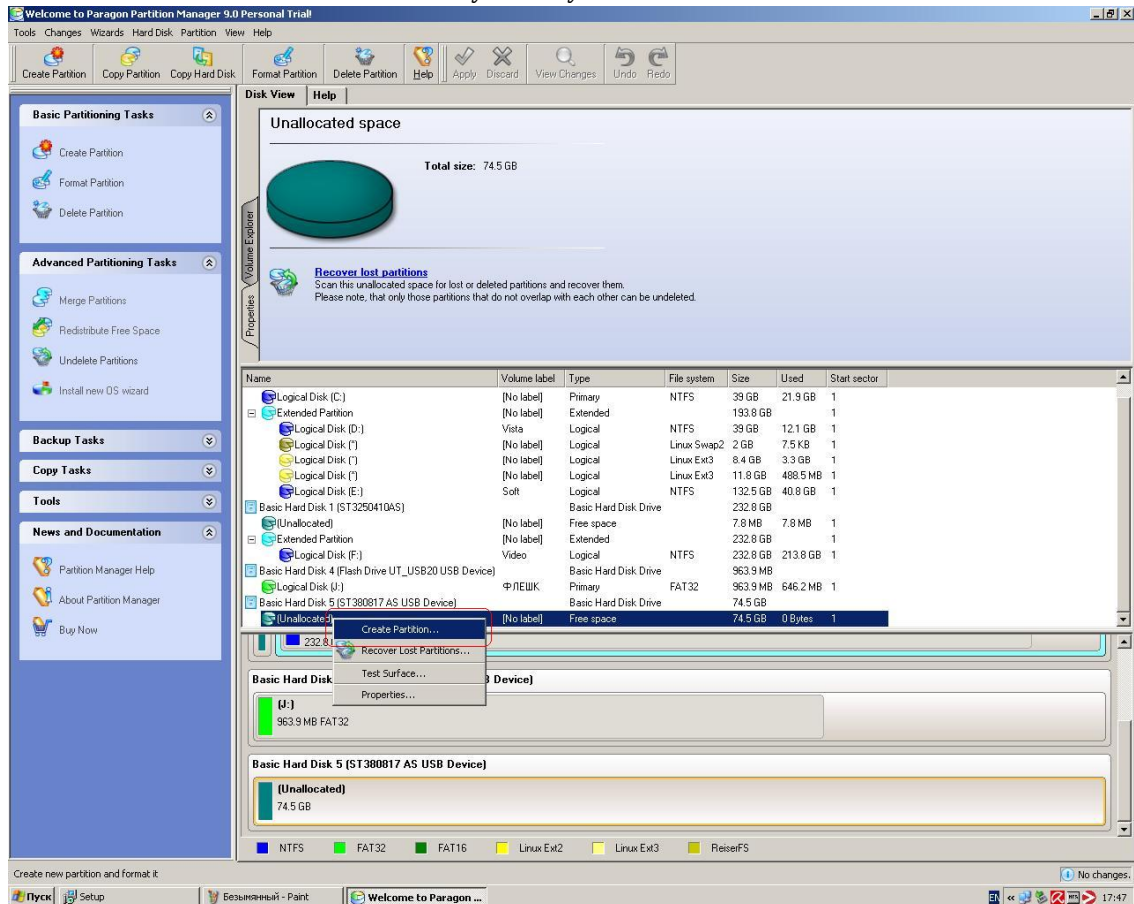 Welcome to Paragon Partition Manager 9.0 Personal Trial!
Tools Changes Wizards Hard Disk Partition View Help
Create Partition Copy Partition Copy Hard Disk Format Partition Delete Partition Help Apply Discard View Changes Undo Redo
Disk View Help
Basic Partitioning Tasks
Create Partition
Format Partition
Delete Partition
Advanced Partitioning Tasks
Merge Partitions
Redistribute Free Space
Undelete Partitions
Install new OS wizard
Backup Tasks
Copy Tasks
Tools
News and Documentation
Partition Manager Help
About Partition Manager
Buy Now
Volume Explorer
Properties
Unallocated space
Total size: 74.5 GB
Recover lost partitions
Scan this unallocated space for lost or deleted partitions and recover them.
Please note, that only those partitions that do not overlap with each other can be undeleted.
Name Volume label Type File system Size Used Start sector
Logical Disk (C:) [No label] Primary NTFS 39 GB 21.9 GB 1
Extended Partition [No label] Extended 193.8 GB 1
Logical Disk (D:) Vista Logical NTFS 39 GB 12.1 GB 1
Logical Disk (*) [No label] Logical Linux Swap2 2 GB 7.5 KB 1
Logical Disk (*) [No label] Logical Linux Ext3 8.4 GB 3.3 GB 1
Logical Disk (*) [No label] Logical Linux Ext3 11.8 GB 488.5 MB 1
Logical Disk (E:) Soft Logical NTFS 132.5 GB 40.8 GB 1
Basic Hard Disk 1 (ST3250410AS) Basic Hard Disk Drive 232.8 GB
(Unallocated) [No label] Free space 7.8 MB 7.8 MB 1
Extended Partition [No label] Extended 232.8 GB 1
Logical Disk (F:) Video Logical NTFS 232.8 GB 213.8 GB 1
Basic Hard Disk 4 (Flash Drive UT_USB20 USB Device) Basic Hard Disk Drive 963.9 MB
Logical Disk (J:) ФЛЕШК Primary FAT32 963.9 MB 646.2 MB 1
Basic Hard Disk 5 (ST380817 AS USB Device) Basic Hard Disk Drive 74.5 GB
(Unallocated) [No label] Free space 74.5 GB 0 Bytes 1
Create Partition...
Recover Lost Partitions...
Test Surface...
Properties...
232.8
Basic Hard Disk Device)
(J:)
963.9 MB FAT32
Basic Hard Disk 5 (ST380817 AS USB Device)
(Unallocated)
74.5 GB
NTFS FAT32 FAT16 Linux Ext2 Linux Ext3 ReiserFS
Create new partition and format it
No changes.
Пуск Setup Безымянный - Paint Welcome to Paragon ... EN « 17:47